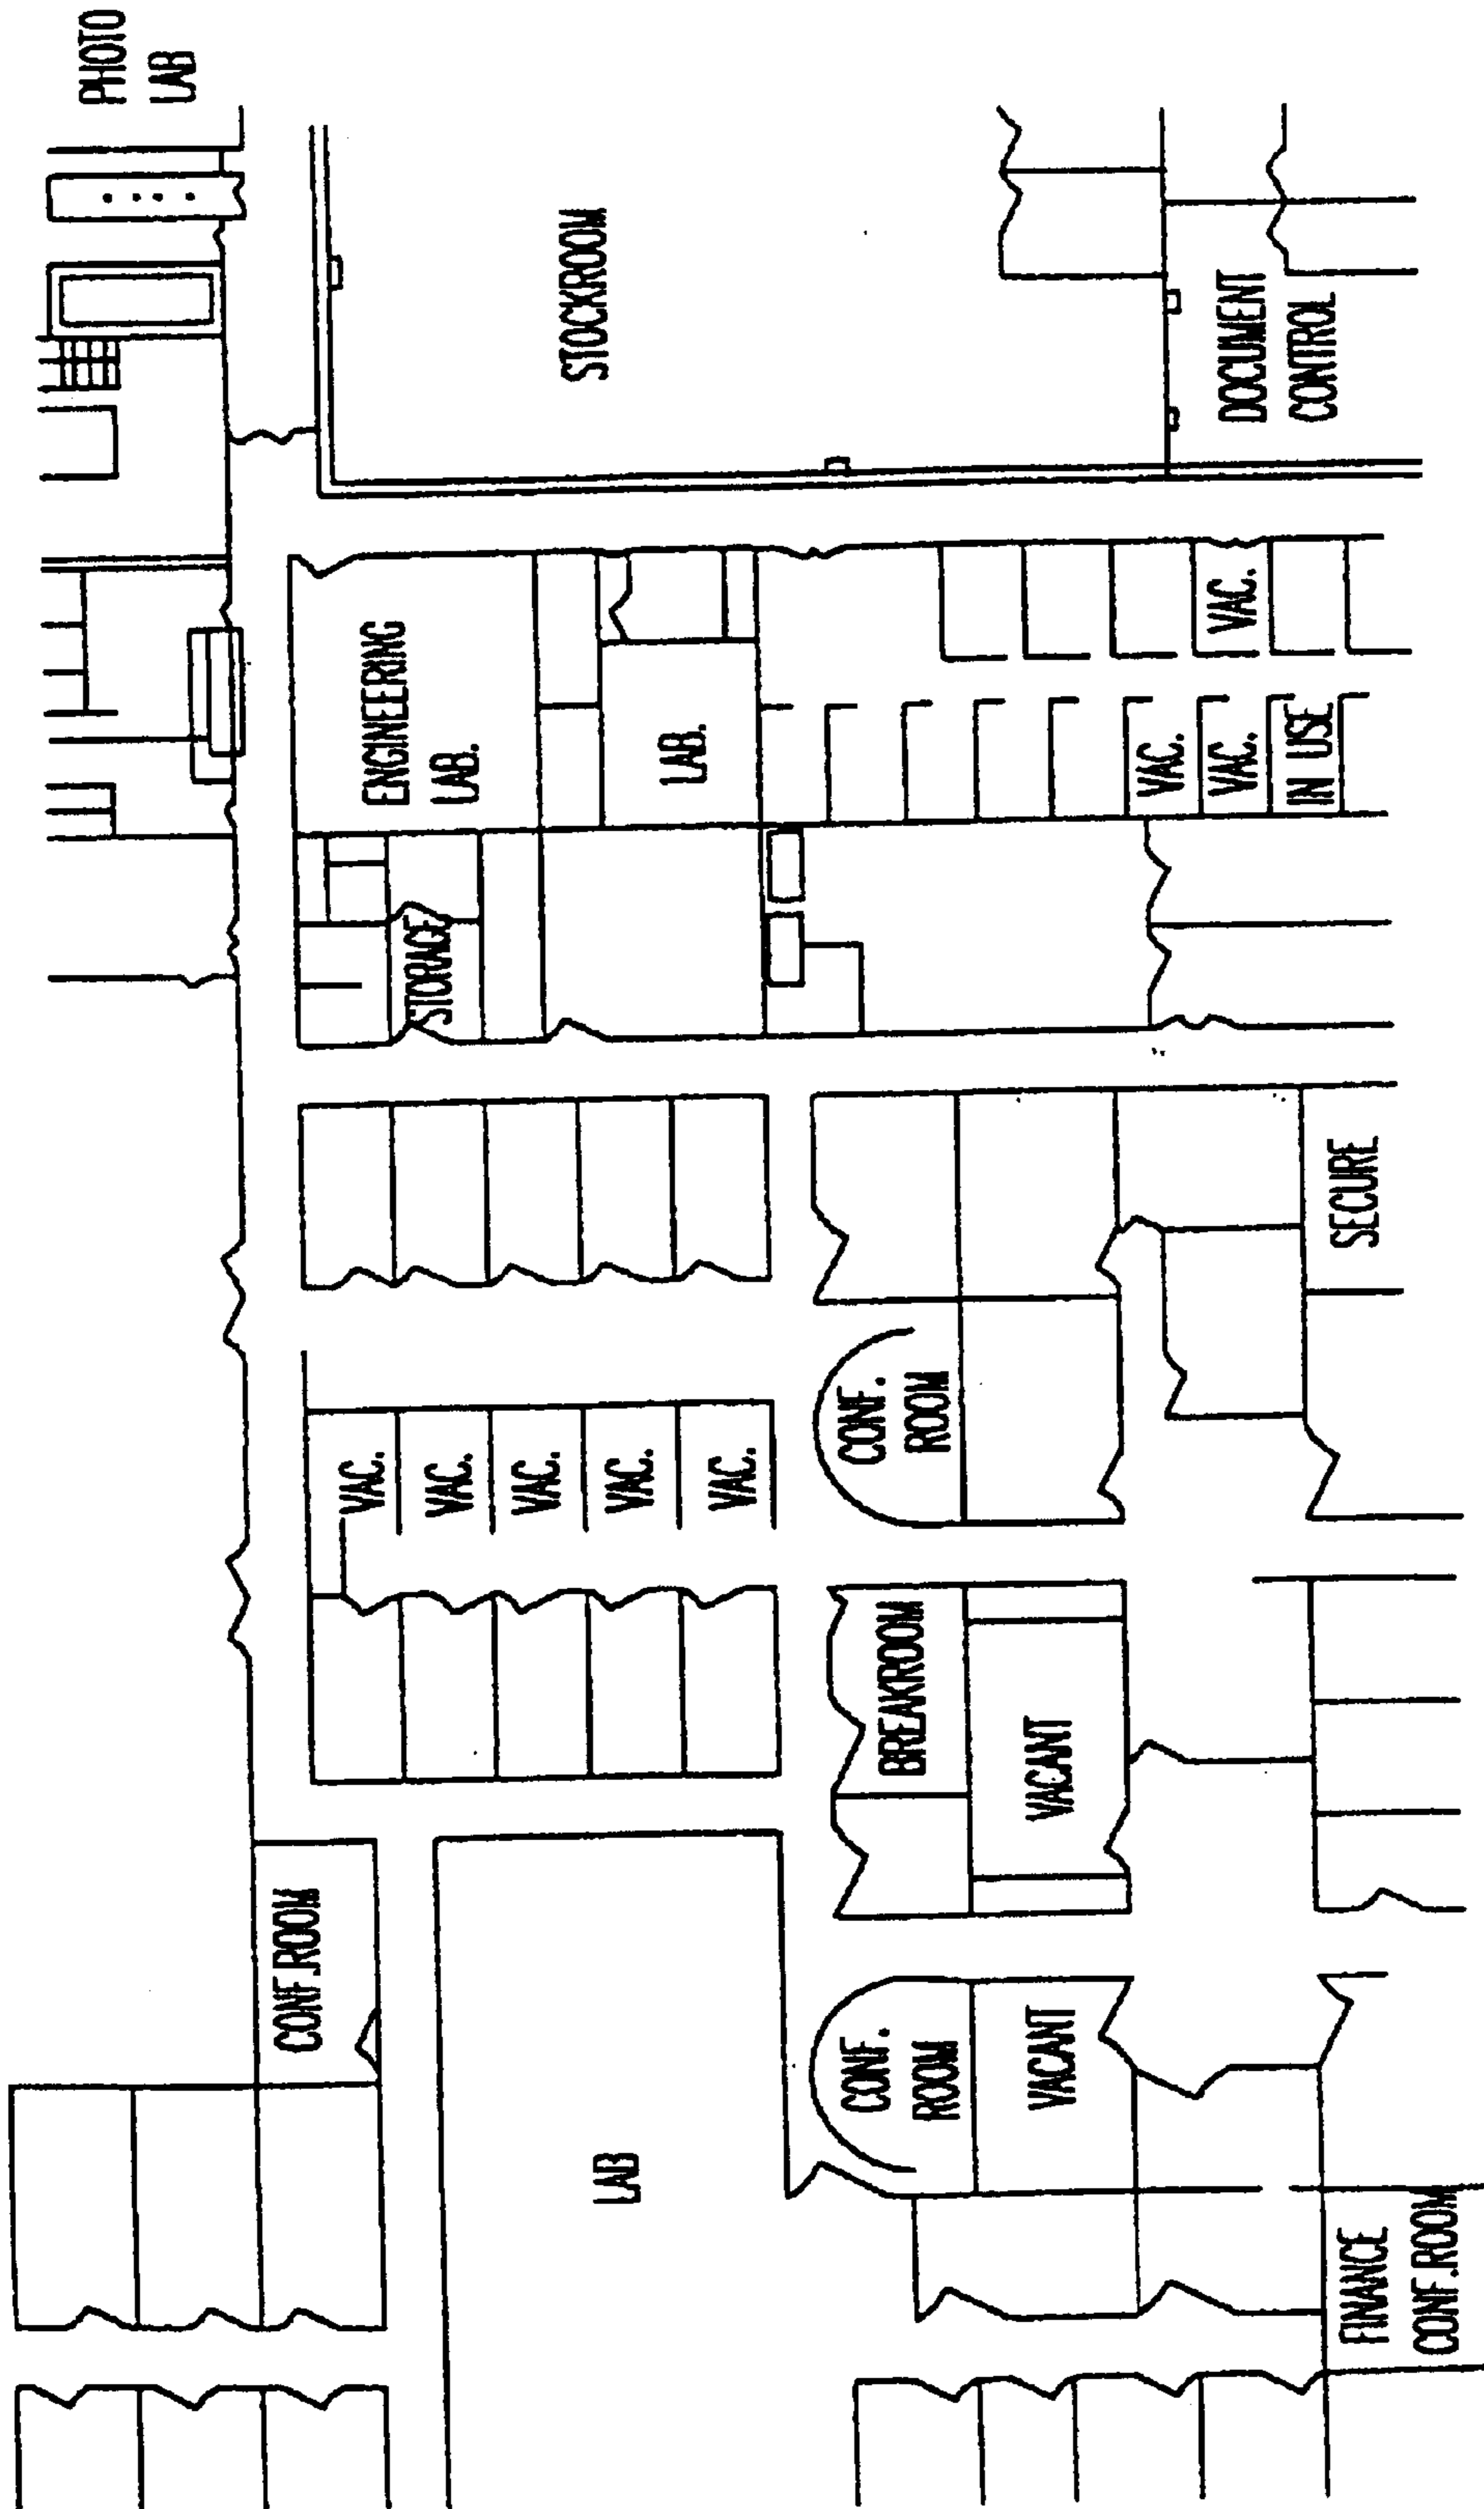 PHOTO
LAB
STOCKROOM
DOCUMENT
CONTROL
ENGINEERING
LAB.
LAB.
VAC.
VAC.
VAC.
IN USE
STORAGE
SECURE
CONF.
ROOM
VAC.
VAC.
VAC.
VAC.
VAC.
BREAKROOM
VACANT
CONF.ROOM
CONF.
ROOM
VACANT
LAB
FINANCE
CONF.ROOM